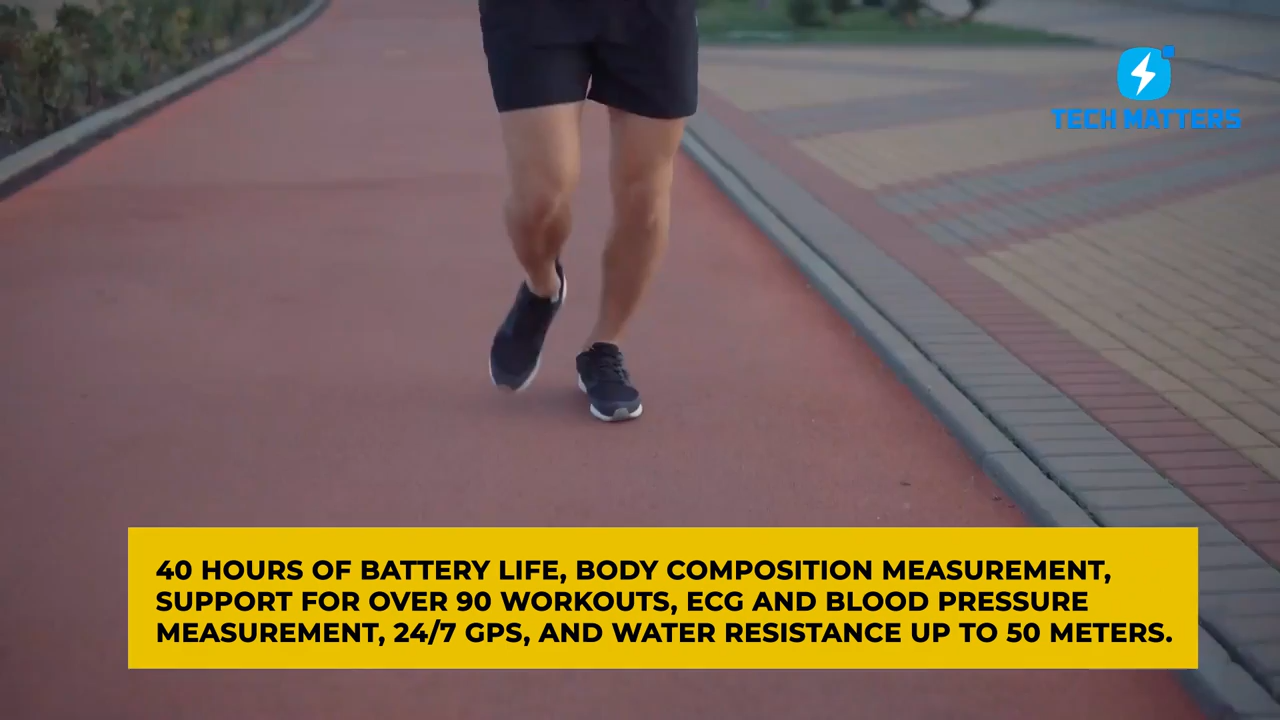 TECH MATTERS
40 HOURS OF BATTERY LIFE, BODY COMPOSITION MEASUREMENT,
SUPPORT FOR OVER 90 WORKOUTS, ECG AND BLOOD PRESSURE
MEASUREMENT, 24/7 GPS, AND WATER RESISTANCE UP TO 50 METERS.